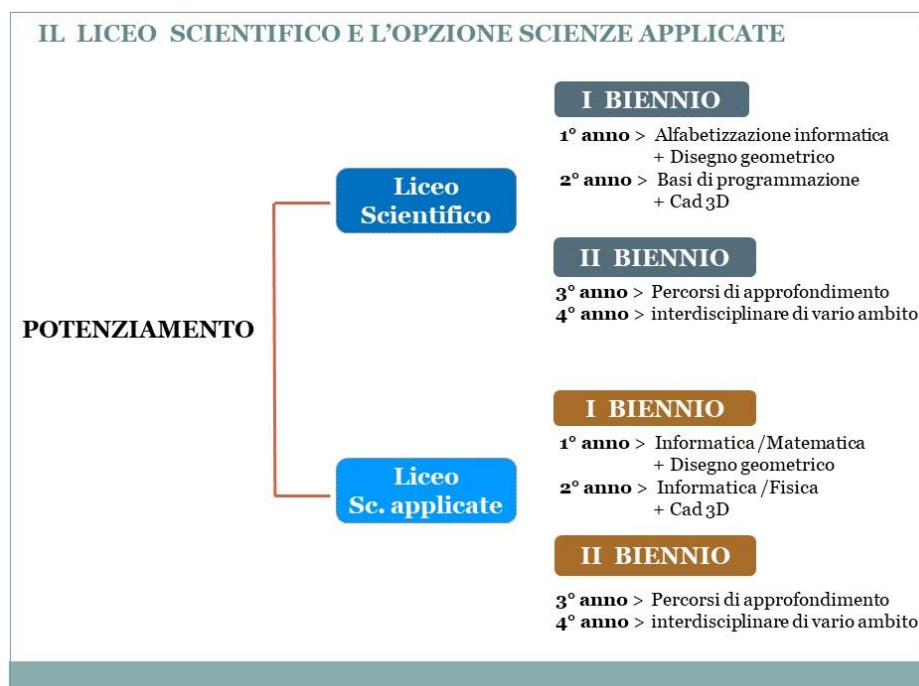 IL LICEO SCIENTIFICO E L'OPZIONE SCIENZE APPLICATE
POTENZIAMENTO
Liceo
Scientifico
I BIENNIO
1° anno > Alfabetizzazione informatica
+ Disegno geometrico
2° anno > Basi di programmazione
+ Cad 3D
II BIENNIO
3° anno > Percorsi di approfondimento
4° anno > interdisciplinare di vario ambito
Liceo
Sc. applicate
I BIENNIO
1° anno > Informatica /Matematica
+ Disegno geometrico
2° anno > Informatica /Fisica
+ Cad 3D
II BIENNIO
3° anno > Percorsi di approfondimento
4° anno > interdisciplinare di vario ambito